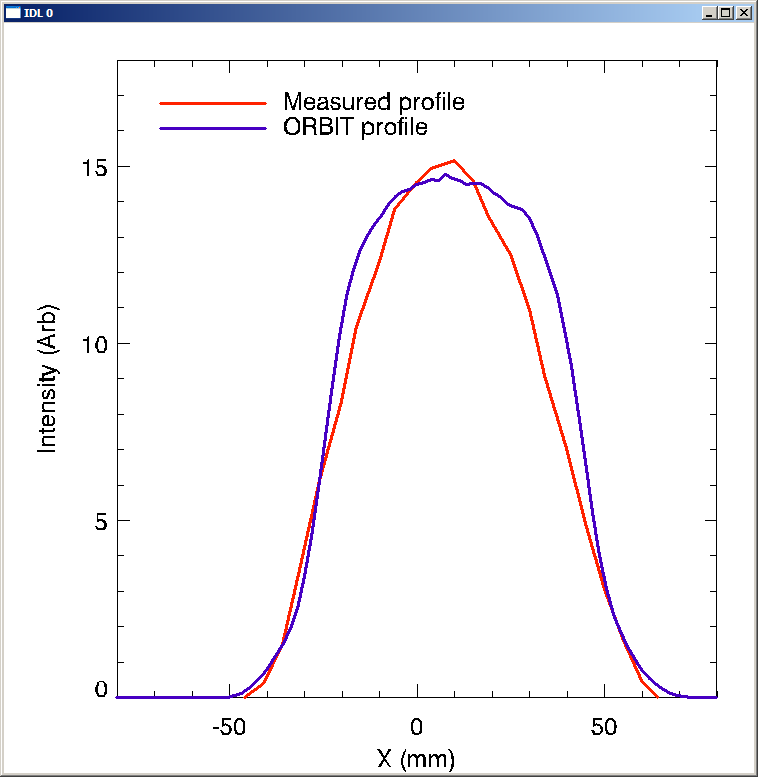 IDL 0
Measured profile
ORBIT profile
15
10
5
0
Intensity (Arb)
-50
0
50
X (mm)